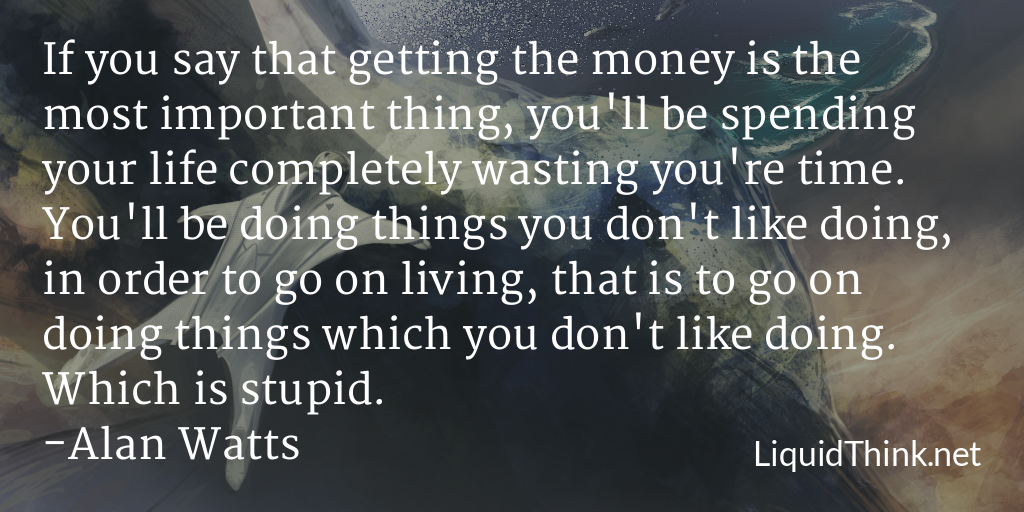 If you say that getting the money is the
most important thing, you'll be spending
your life completely wasting you're time.
You'll be doing things you don't like doing,
in order to go on living, that is to go on
doing things which you don't like doing.
Which is stupid.
-Alan Watts
LiquidThink.net